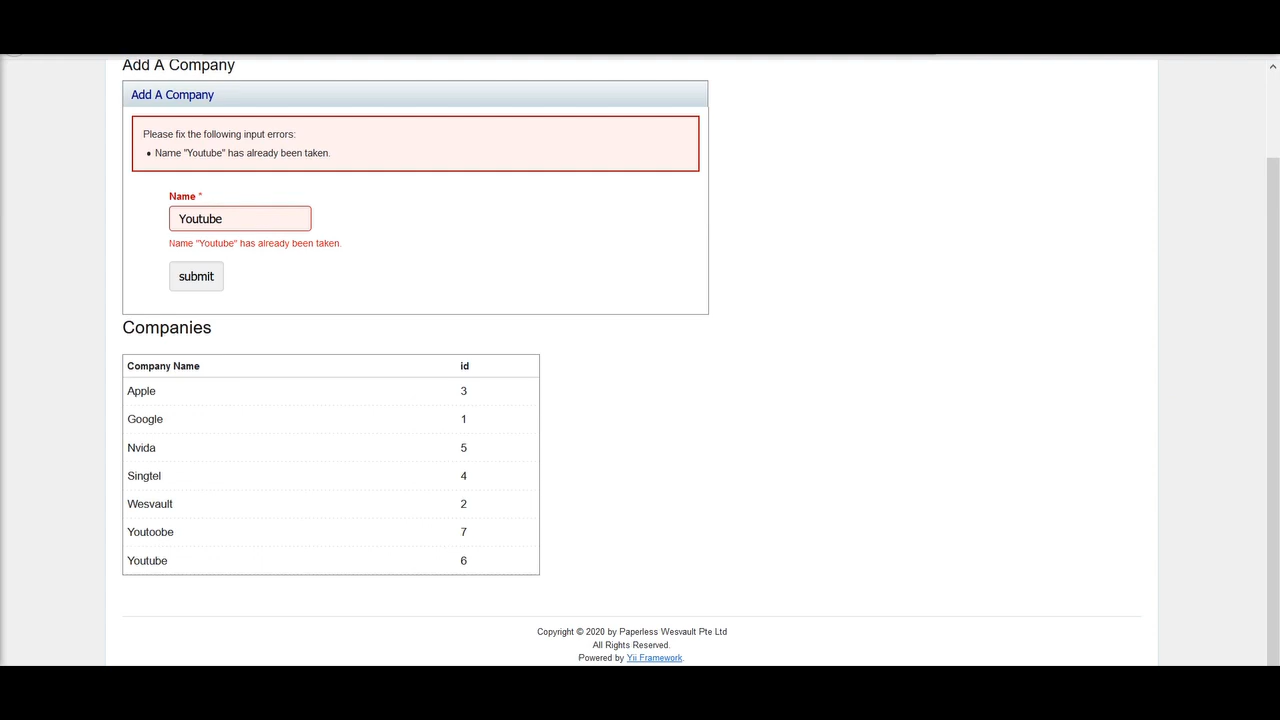 Add A Company
Add A Company
Please fix the following input errors:
• Name "Youtube" has already been taken.
Name *
Youtube
Name "Youtube" has already been taken.
submit
Companies
Company Name id
Apple 3
Google 1
Nvida 5
Singtel 4
Wesvault 2
Youtoobe 7
Youtube 6
Copyright © 2020 by Paperless Wesvault Pte Ltd
All Rights Reserved.
Powered by Yii Framework.